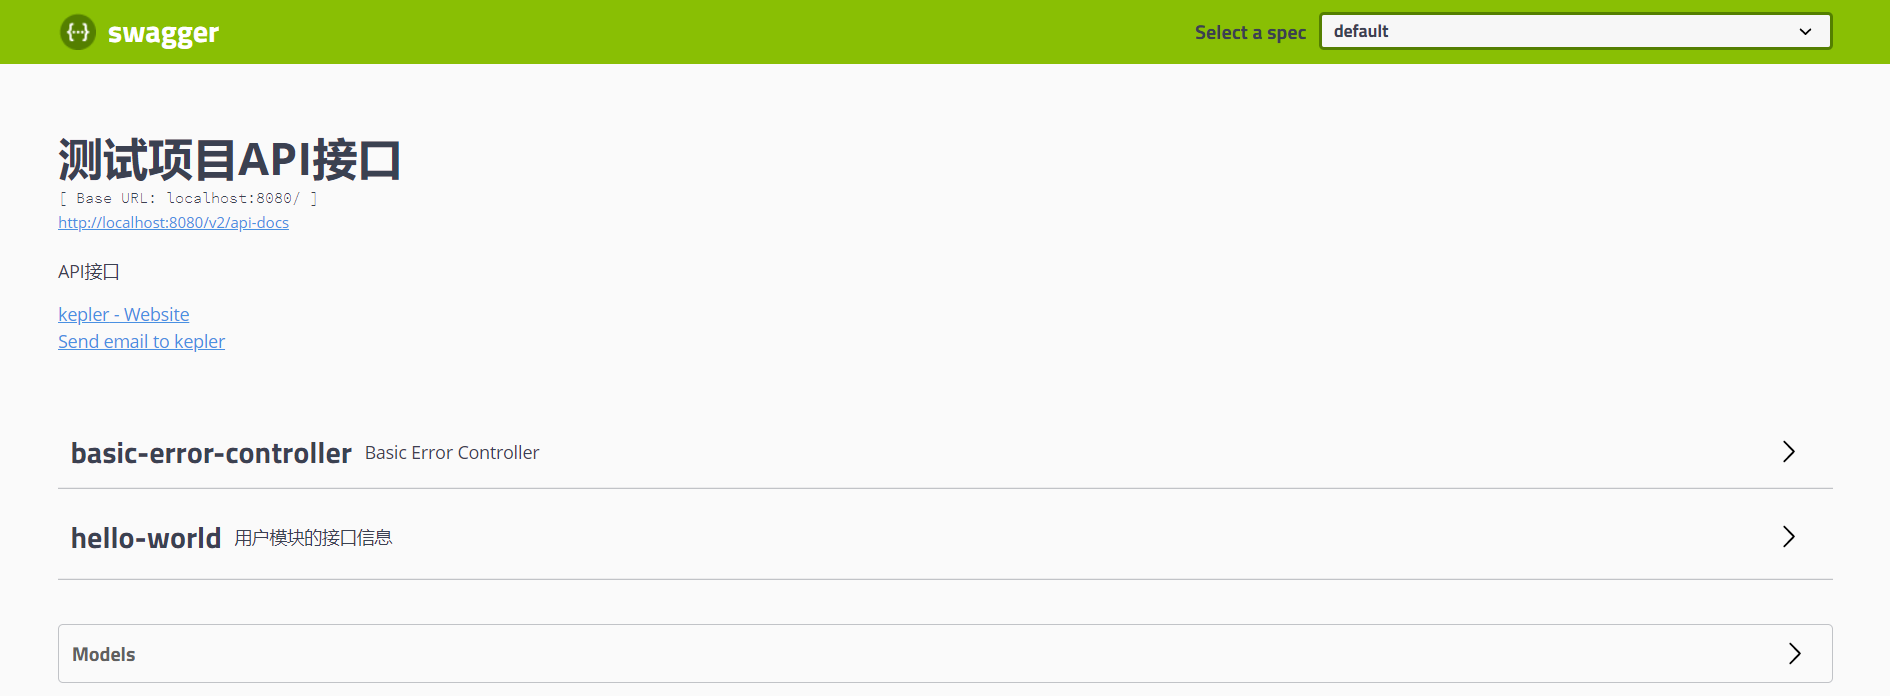 swagger
Select a spec default
测试项目API接口
[ Base URL: localhost:8080/ ]
http://localhost:8080/v2/api-docs
API接口
kepler - Website
Send email to kepler
basic-error-controller Basic Error Controller
hello-world 用户模块的接口信息
Models